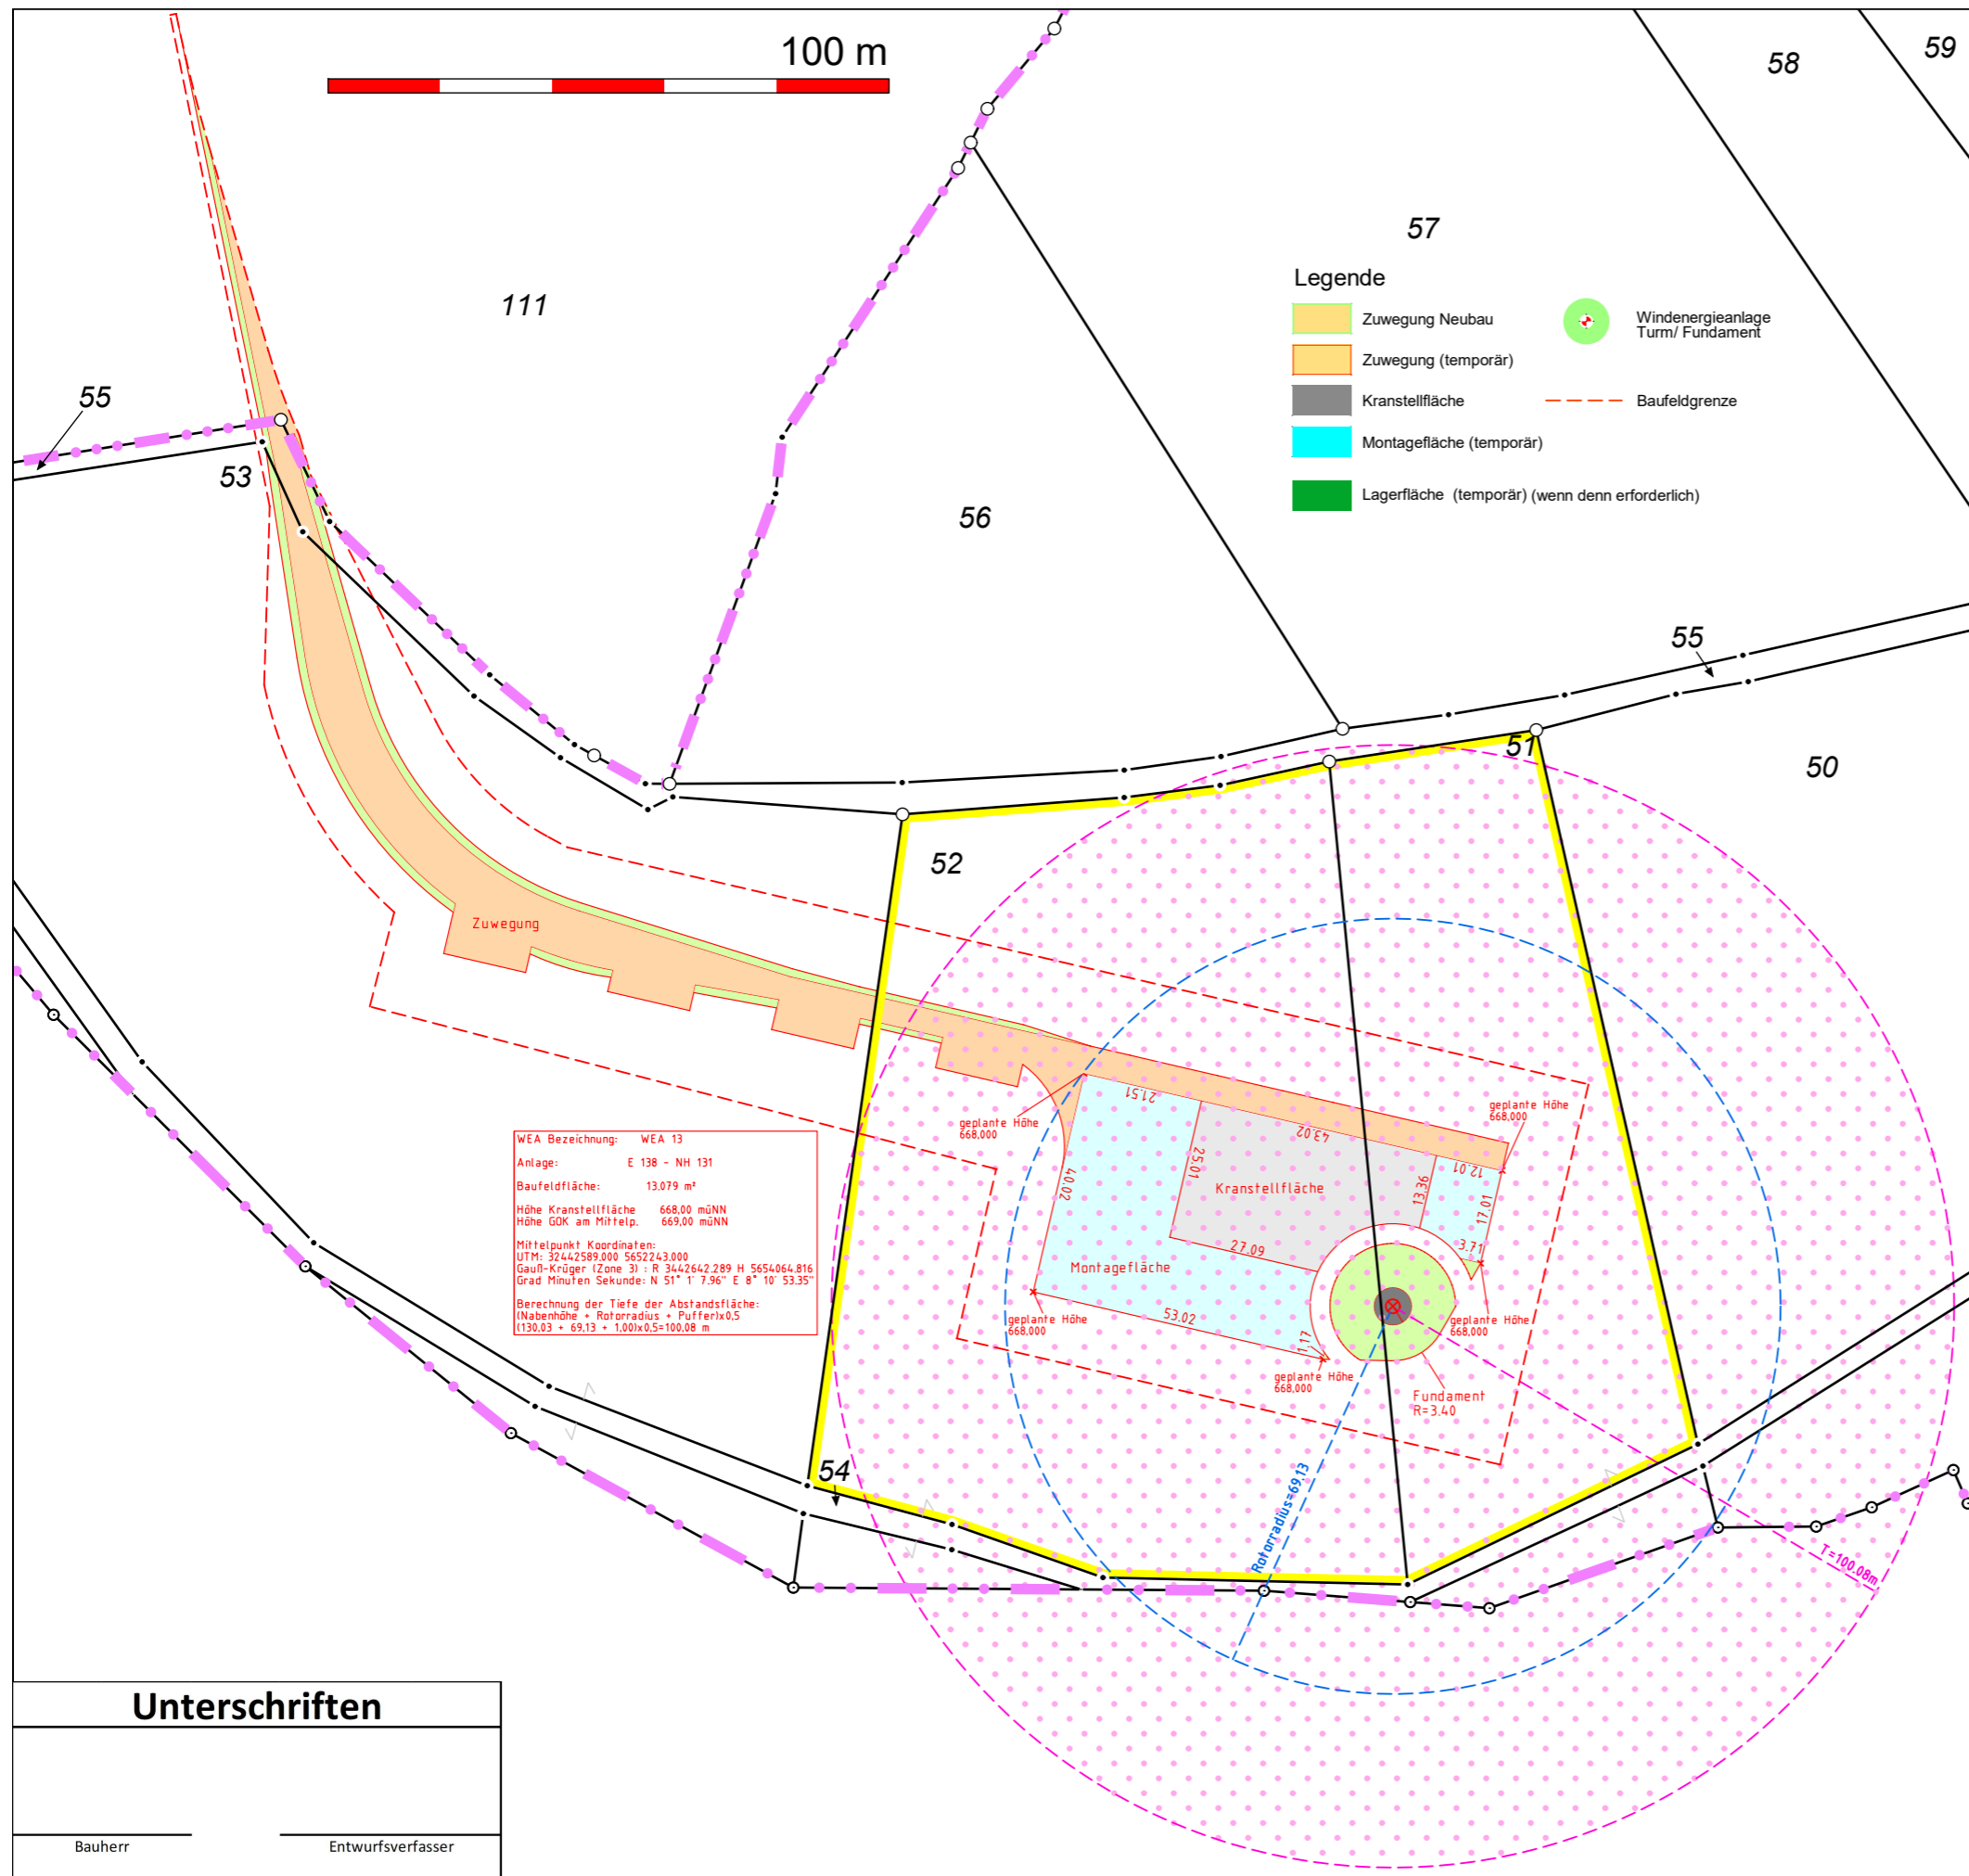 100 m
58
59
57
111
Legende
Zuwegung Neubau
Zuwegung (temporär)
Kranstellfläche
Montagefläche (temporär)
Lagerfläche (temporär) (wenn denn erforderlich)
Windenergieanlage
Turm/ Fundament
Baufeldgrenze
55
53
56
55
51
50
52
Zuwegung
geplante Höhe
668,000
21.51
43.02
geplante Höhe
668,000
12.01
40.02
25.01
Kranstellfläche
13.36
17.01
27.09
3.71
Montagefläche
53.02
1.17
geplante Höhe
668,000
geplante Höhe
668,000
geplante Höhe
668,000
Fundament
R=3.40
WEA Bezeichnung: WEA 13
Anlage: E 138 - NH 131
Baufeldfläche: 13.079 m²
Höhe Kranstellfläche 668,00 müNN
Höhe GOK am Mittelp. 669,00 müNN
Mittelpunkt Koordinaten:
UTM: 32442589,000 5652243,000
Gauß-Krüger (Zone 3) : R 3442642.289 H 5654064.816
Grad Minuten Sekunde: N 51° 1' 7.96" E 8° 10' 53.35"
Berechnung der Tiefe der Abstandsfläche:
(Nabenhöhe + Rotorradius + Puffer)x0,5
(130,03 + 69,13 + 1,00)x0,5=100,08 m
54
Rotorradius=69.13
T=100.08m
Unterschriften
Bauherr
Entwurfsverfasser